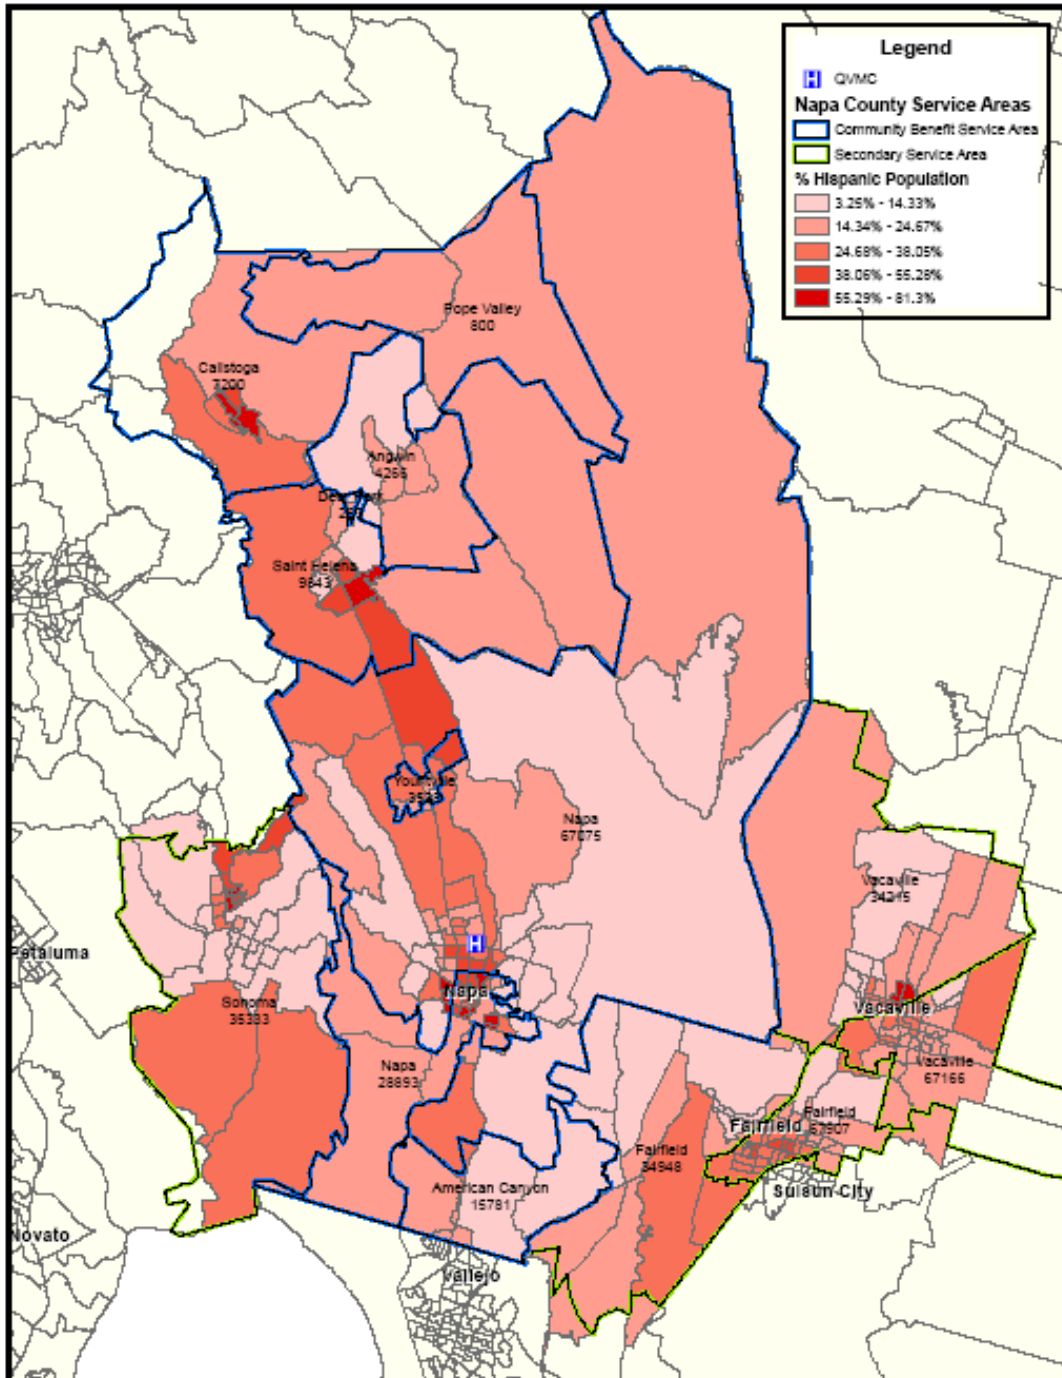 Legend
QVMC
Napa County Service Areas
Community Benefit Service Area
Secondary Service Area
% Hispanic Population
3.25% - 14.33%
14.34% - 24.67%
24.68% - 38.05%
38.06% - 55.28%
55.29% - 81.3%
Pope Valley
800
Calistoga
7200
Angwin
4266
Deer Park
Saint Helena
9843
Yountville
Napa
67075
Vacaville
34215
Petaluma
Sonoma
35333
Napa
Vacaville
Napa
28893
Vacaville
67166
Fairfield
Fairfield
Fairfield
34948
Suisun City
American Canyon
15781
Novato
Vallejo